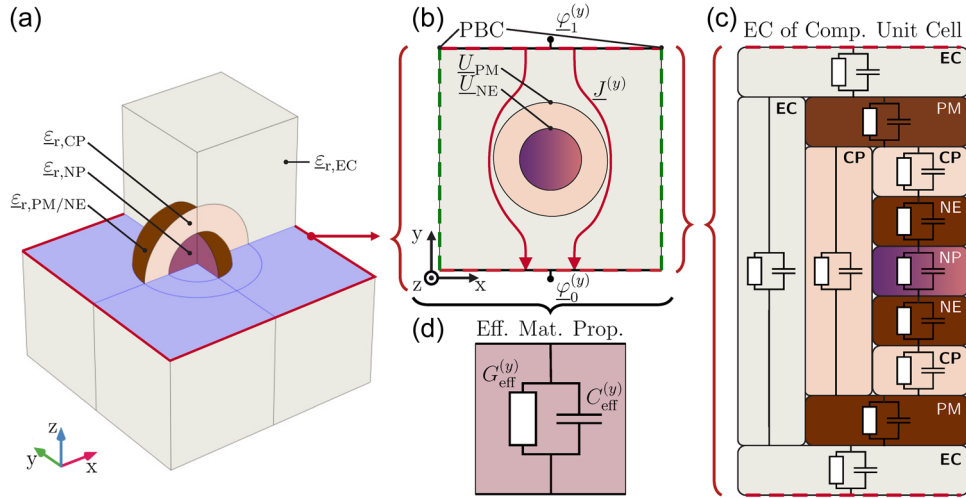 (a)
ε_r,CP
ε_r,NP
ε_r,PM/NE
ε_r,EC
z
y
x
(b)
PBC
φ_1^(y)
U_PM
U_NE
J^(y)
y
z
x
φ_0^(y)
(d)
Eff. Mat. Prop.
G_eff^(y)
C_eff^(y)
(c)
EC of Comp. Unit Cell
EC
EC
PM
CP
CP
NE
NP
NE
CP
PM
EC